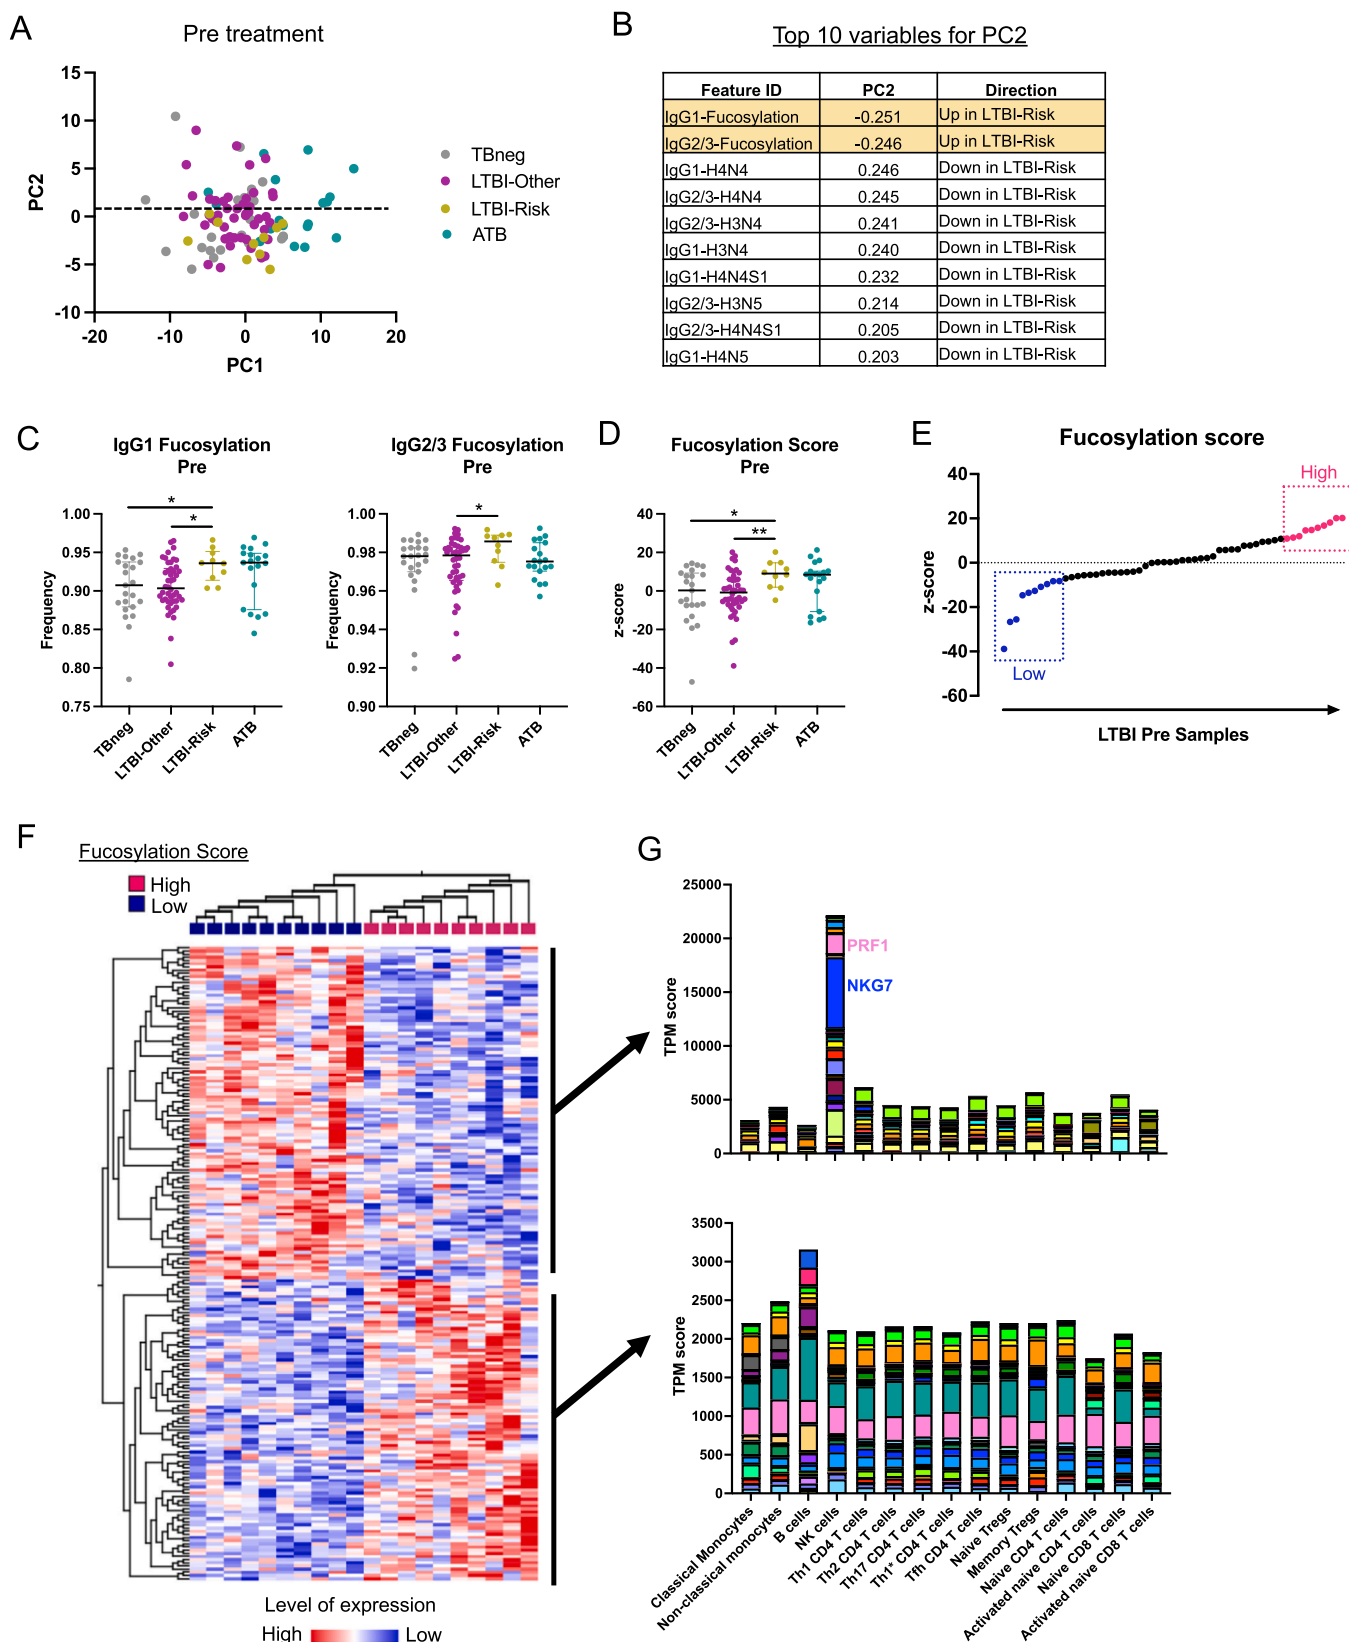 A
Pre treatment
15
10
5
0
-5
-10
PC2
-20
-10
0
10
20
PC1
TBneg
LTBI-Other
LTBI-Risk
ATB
B
Top 10 variables for PC2
Feature ID PC2 Direction
IgG1-Fucosylation -0.251 Up in LTBI-Risk
IgG2/3-Fucosylation -0.246 Up in LTBI-Risk
IgG1-H4N4 0.246 Down in LTBI-Risk
IgG2/3-H4N4 0.245 Down in LTBI-Risk
IgG2/3-H3N4 0.241 Down in LTBI-Risk
IgG1-H3N4 0.240 Down in LTBI-Risk
IgG1-H4N4S1 0.232 Down in LTBI-Risk
IgG2/3-H3N5 0.214 Down in LTBI-Risk
IgG2/3-H4N4S1 0.205 Down in LTBI-Risk
IgG1-H4N5 0.203 Down in LTBI-Risk
C
IgG1 Fucosylation
Pre
*
*
1.00
0.95
0.90
0.85
0.80
0.75
Frequency
TBneg
LTBI-Other
LTBI-Risk
ATB
IgG2/3 Fucosylation
Pre
*
1.00
0.98
0.96
0.94
0.92
0.90
Frequency
TBneg
LTBI-Other
LTBI-Risk
ATB
D
Fucosylation Score
Pre
*
**
40
20
0
-20
-40
-60
z-score
TBneg
LTBI-Other
LTBI-Risk
ATB
E
Fucosylation score
40
20
0
-20
-40
-60
z-score
High
Low
LTBI Pre Samples
F
Fucosylation Score
High
Low
Level of expression
High Low
G
25000
20000
15000
10000
5000
0
TPM score
PRF1
NKG7
3500
3000
2500
2000
1500
1000
500
0
TPM score
Classical Monocytes
Non-classical monocytes
B cells
NK cells
Th1 CD4 T cells
Th2 CD4 T cells
Th17 CD4 T cells
Th1* CD4 T cells
Tfh CD4 T cells
Naive Tregs
Memory Tregs
Naive CD4 T cells
Activated naive CD4 T cells
Naive CD8 T cells
Activated naive CD8 T cells